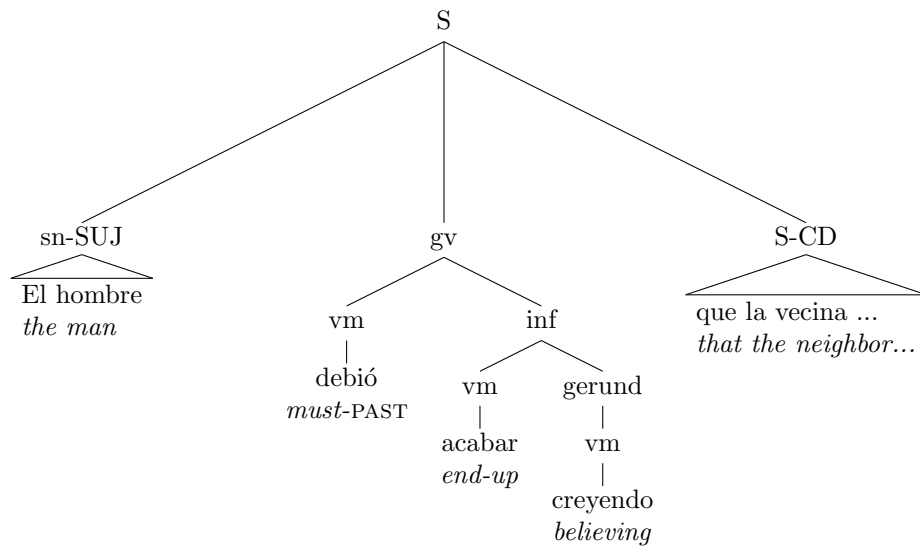 S
sn-SUJ
gv
S-CD
El hombre
the man
vm
inf
que la vecina ...
that the neighbor...
debió
must-PAST
vm
gerund
acabar
end-up
vm
creyendo
believing